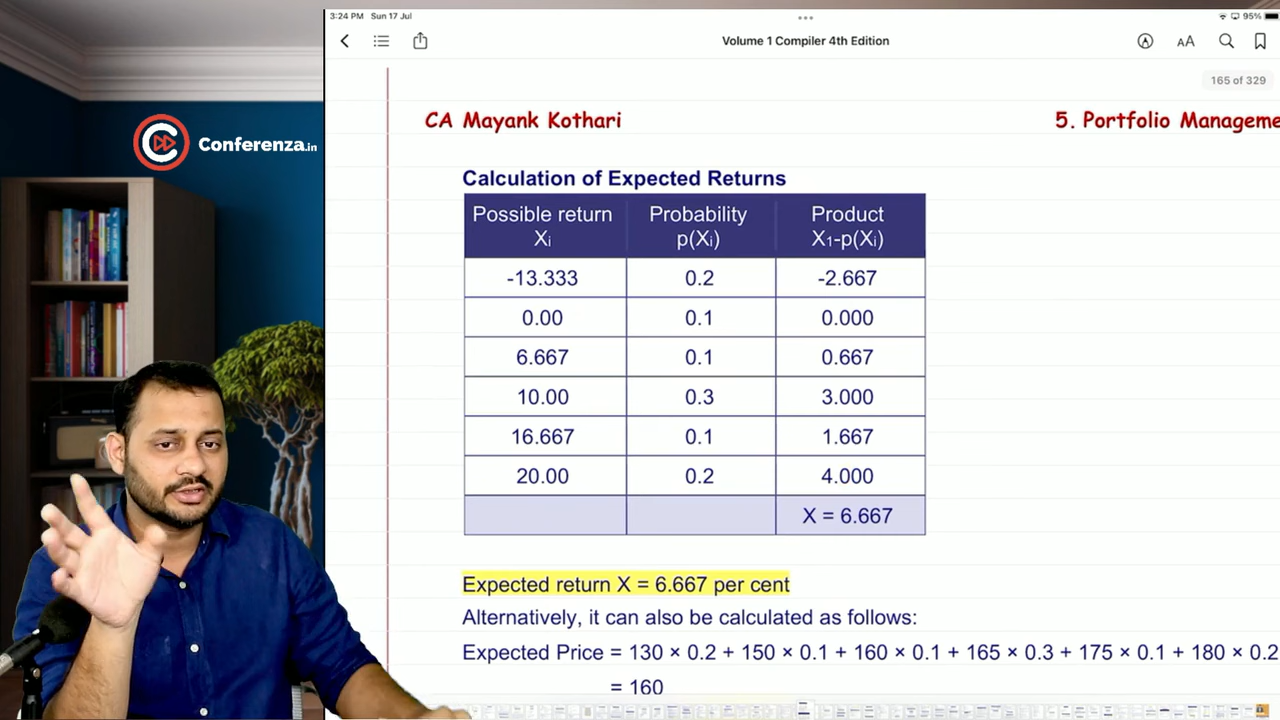 3:24 PM Sun 17 Jul
95%
Volume 1 Compiler 4th Edition
AA
165 of 329
Conferenza.in
CA Mayank Kothari
5. Portfolio Manageme
Calculation of Expected Returns
Possible return Xi Probability p(Xi) Product X1-p(Xi)
-13.333 0.2 -2.667
0.00 0.1 0.000
6.667 0.1 0.667
10.00 0.3 3.000
16.667 0.1 1.667
20.00 0.2 4.000
X = 6.667
Expected return X = 6.667 per cent
Alternatively, it can also be calculated as follows:
Expected Price = 130 × 0.2 + 150 × 0.1 + 160 × 0.1 + 165 × 0.3 + 175 × 0.1 + 180 × 0.2
= 160